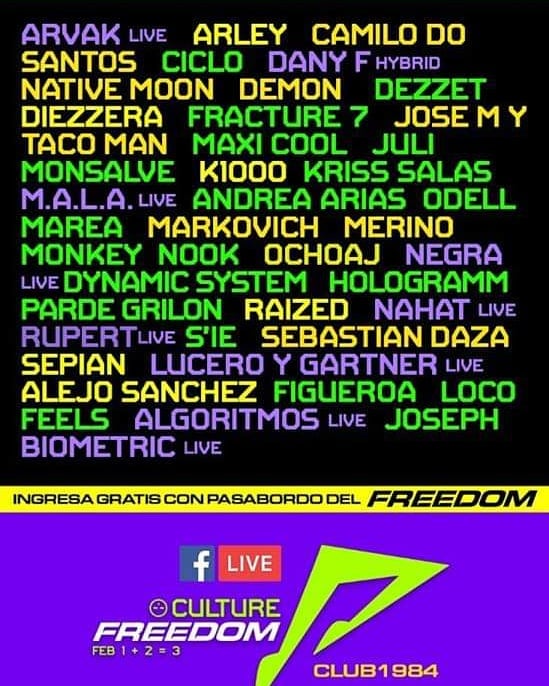 ARVAK LIVE ARLEY CAMILO DO
SANTOS CICLO DANY F HYBRID
NATIVE MOON DEMON DEZZET
DIEZZERA FRACTURE 7 JOSE M Y
TACO MAN MAXI COOL JULI
MONSALVE K1000 KRISS SALAS
M.A.L.A. LIVE ANDREA ARIAS ODELL
MAREA MARKOVICH MERINO
MONKEY NOOK OCHOAJ NEGRA
LIVE DYNAMIC SYSTEM HOLOGRAMM
PARDE GRILON RAIZED NAHAT LIVE
RUPERT LIVE S'IE SEBASTIAN DAZA
SEPIAN LUCERO Y GARTNER LIVE
ALEJO SANCHEZ FIGUEROA LOCO
FEELS ALGORITMOS LIVE JOSEPH
BIOMETRIC LIVE
INGRESA GRATIS CON PASABORDO DEL FREEDOM
f LIVE
CULTURE
FREEDOM
FEB 1 + 2 = 3
CLUB1984